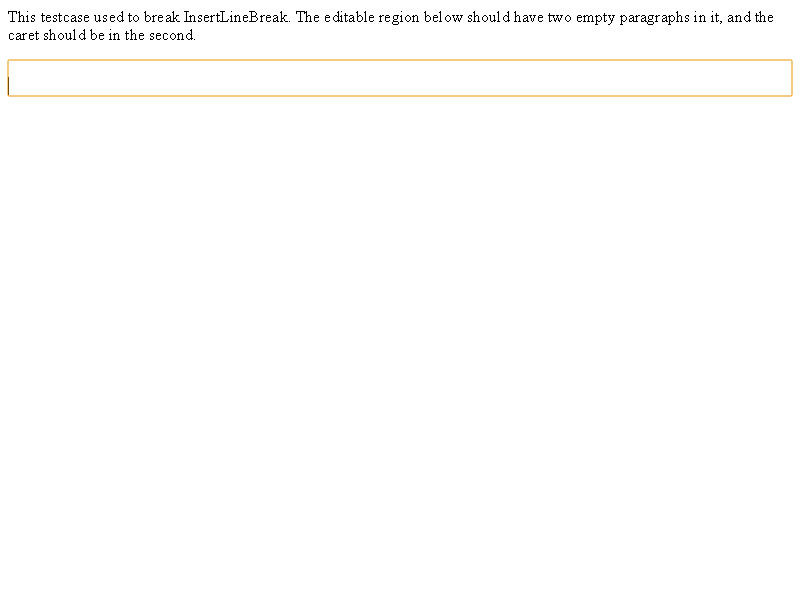 This testcase used to break InsertLineBreak. The editable region below should have two empty paragraphs in it, and the
caret should be in the second.